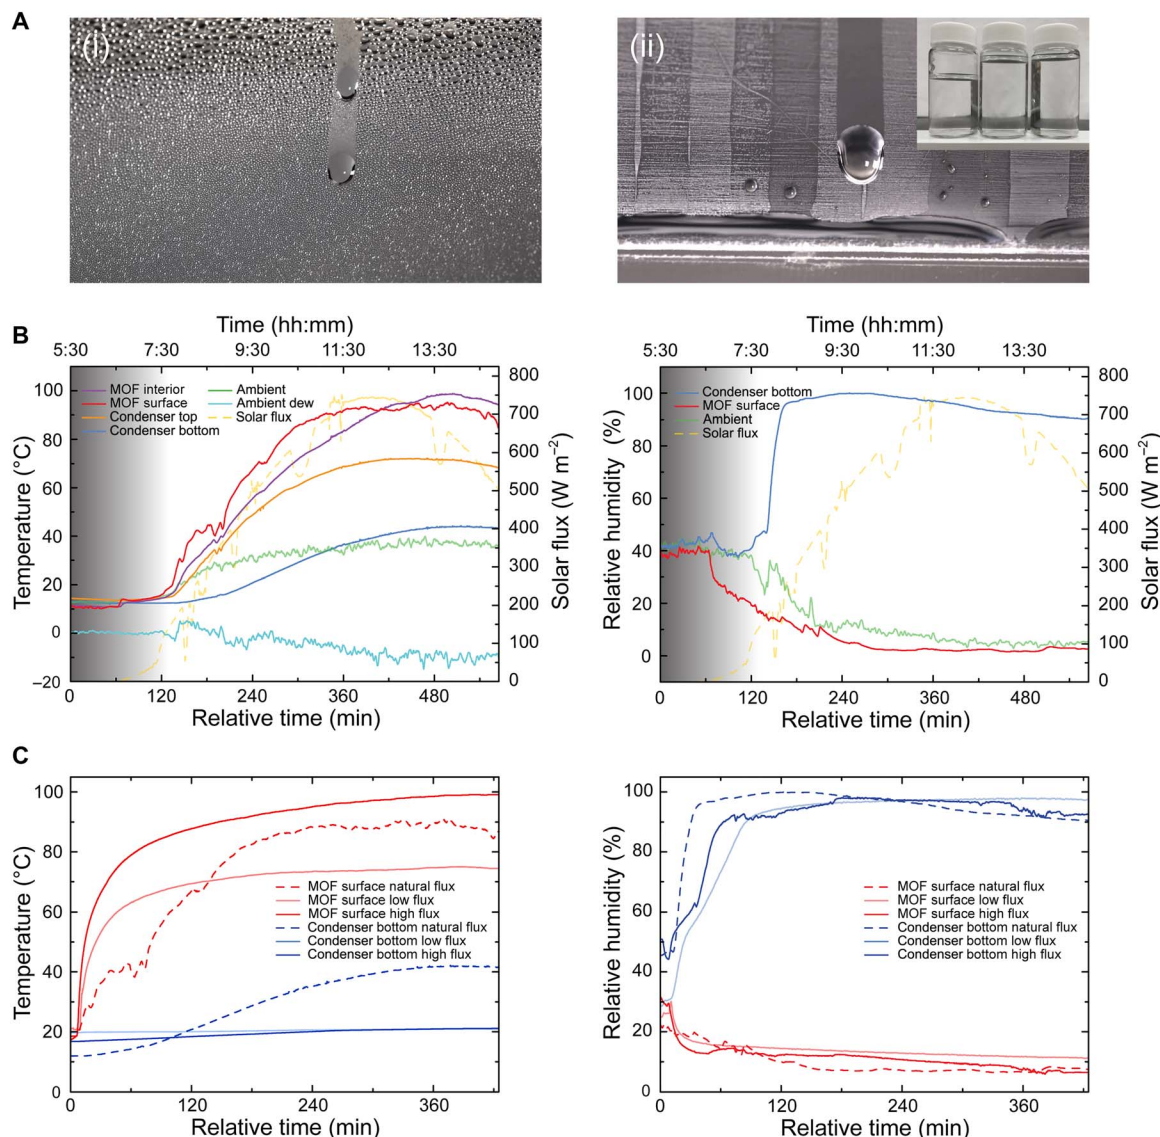 A
(i)
(ii)
B
Time (hh:mm)
5:30 7:30 9:30 11:30 13:30
Temperature (°C)
100
80
60
40
20
0
–20
MOF interior
MOF surface
Condenser top
Condenser bottom
Ambient
Ambient dew
Solar flux
800
700
600
500
400
300
200
100
0
Solar flux (W m–2)
0 120 240 360 480
Relative time (min)
Time (hh:mm)
5:30 7:30 9:30 11:30 13:30
Relative humidity (%)
100
80
60
40
20
0
Condenser bottom
MOF surface
Ambient
Solar flux
800
700
600
500
400
300
200
100
0
Solar flux (W m–2)
0 120 240 360 480
Relative time (min)
C
Temperature (°C)
100
80
60
40
20
0
MOF surface natural flux
MOF surface low flux
MOF surface high flux
Condenser bottom natural flux
Condenser bottom low flux
Condenser bottom high flux
0 120 240 360
Relative time (min)
Relative humidity (%)
100
80
60
40
20
0
MOF surface natural flux
MOF surface low flux
MOF surface high flux
Condenser bottom natural flux
Condenser bottom low flux
Condenser bottom high flux
0 120 240 360
Relative time (min)